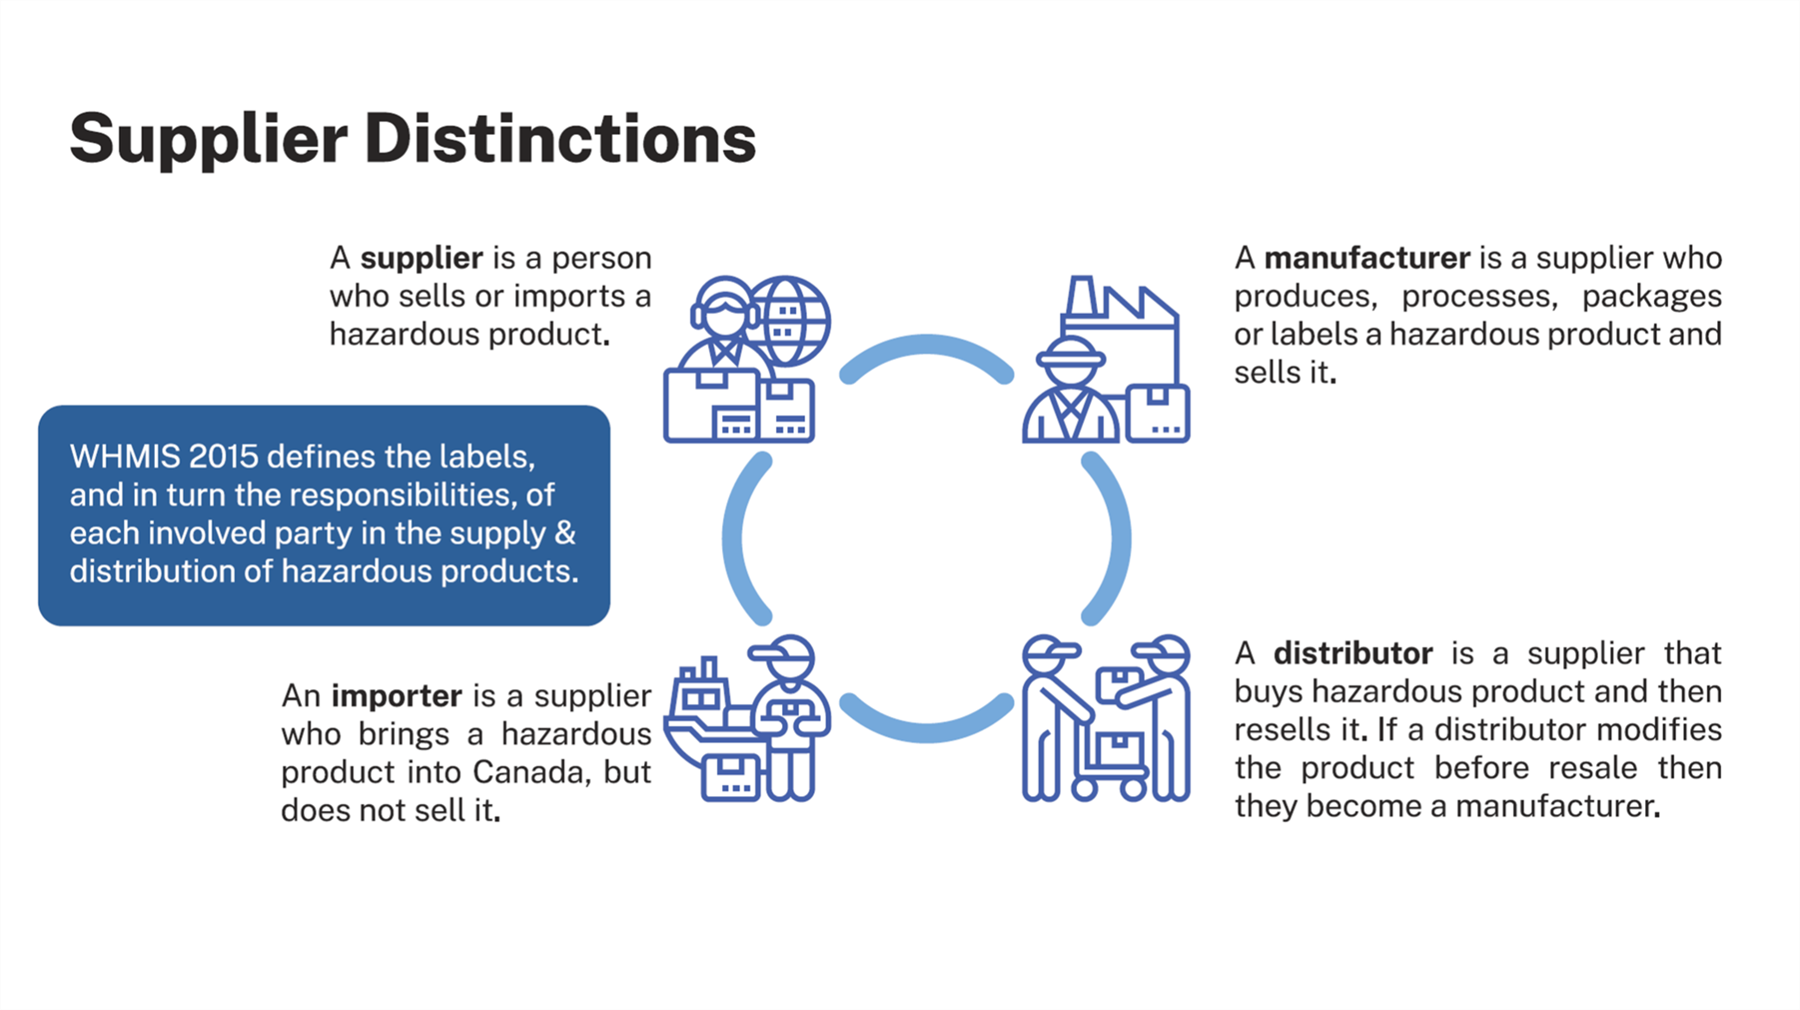 Supplier Distinctions
A supplier is a person
who sells or imports a
hazardous product.
A manufacturer is a supplier who
produces, processes, packages
or labels a hazardous product and
sells it.
WHMIS 2015 defines the labels,
and in turn the responsibilities, of
each involved party in the supply &
distribution of hazardous products.
An importer is a supplier
who brings a hazardous
product into Canada, but
does not sell it.
A distributor is a supplier that
buys hazardous product and then
resells it. If a distributor modifies
the product before resale then
they become a manufacturer.